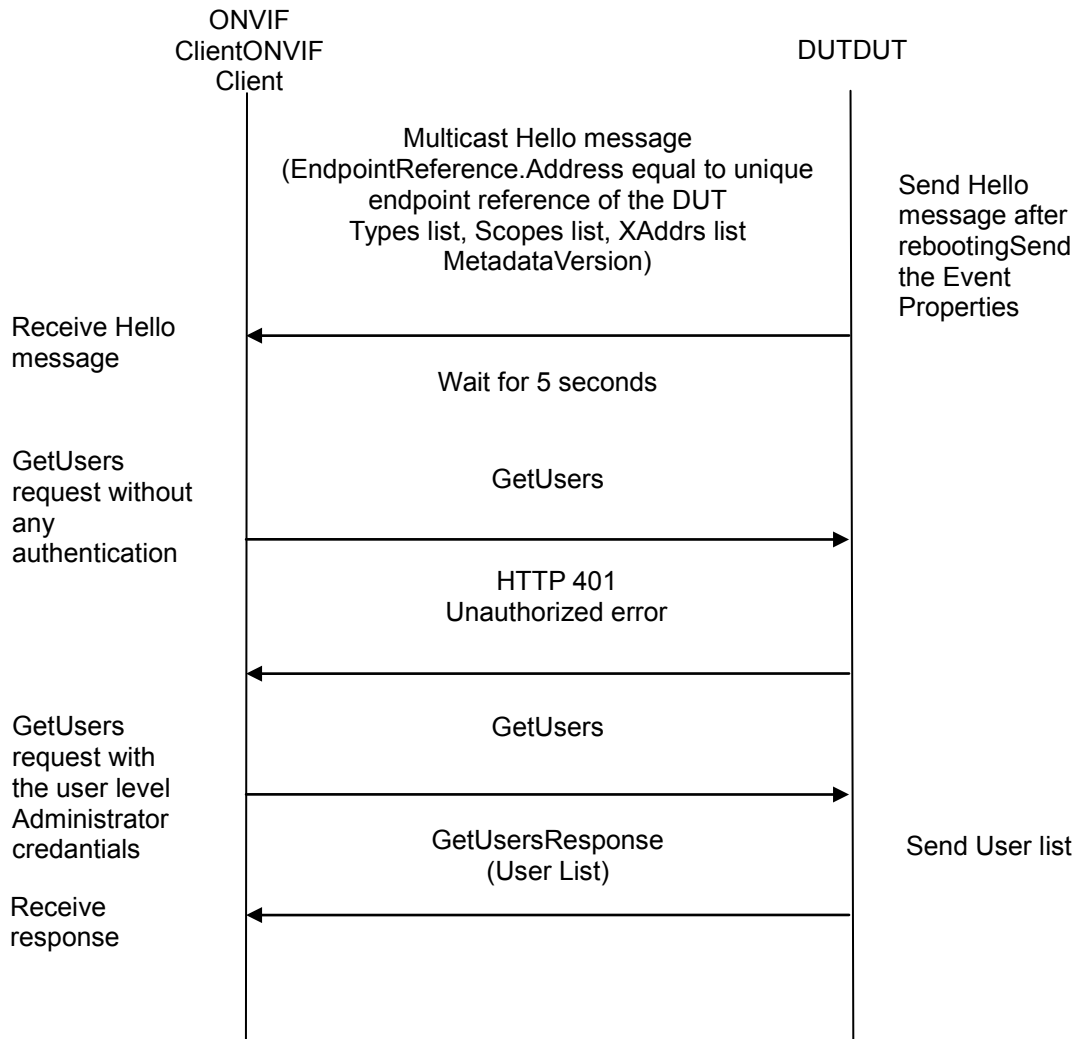 ONVIF
ClientONVIF
Client
DUTDUT
Multicast Hello message
(EndpointReference.Address equal to unique
endpoint reference of the DUT
Types list, Scopes list, XAddrs list
MetadataVersion)
Send Hello
message after
rebootingSend
the Event
Properties
Receive Hello
message
Wait for 5 seconds
GetUsers
request without
any
authentication
GetUsers
HTTP 401
Unauthorized error
GetUsers
request with
the user level
Administrator
credantials
GetUsers
GetUsersResponse
(User List)
Send User list
Receive
response